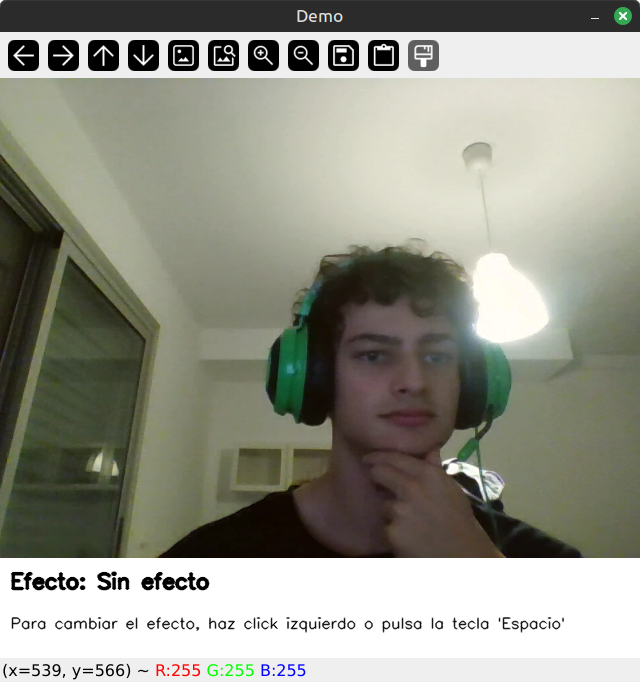 Demo
Efecto: Sin efecto
Para cambiar el efecto, haz click izquierdo o pulsa la tecla 'Espacio'
(x=539, y=566) ~ R:255 G:255 B:255